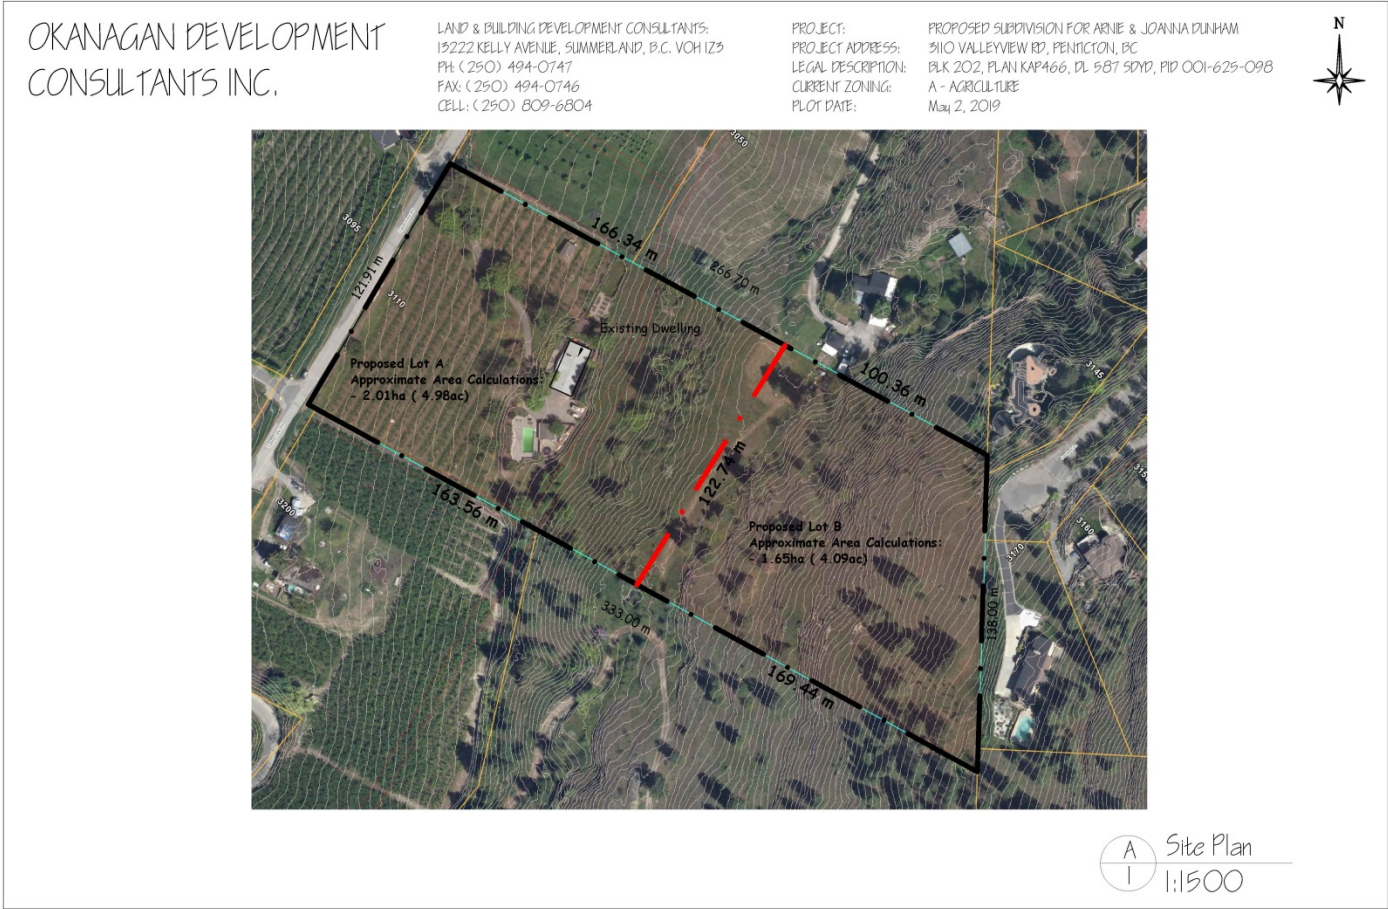 OKANAGAN DEVELOPMENT
CONSULTANTS INC.
LAND & BUILDING DEVELOPMENT CONSULTANTS:
13222 KELLY AVENUE, SUMMERLAND, B.C. V0H 1Z3
PH: (250) 494-0747
FAX: (250) 494-0746
CELL: (250) 809-6804
PROJECT: PROPOSED SUBDIVISION FOR ARNIE & JOANNA DUNHAM
PROJECT ADDRESS: 3110 VALLEYVIEW RD, PENTICTON, BC
LEGAL DESCRIPTION: BLK 202, PLAN KAP466, DL 587 SDYD, PID 001-625-098
CURRENT ZONING: A - AGRICULTURE
PLOT DATE: May 2, 2019
N
3050
3095
166.34 m
266.70 m
121.91 m
3110
Existing Dwelling
Proposed Lot A
Approximate Area Calculations:
- 2.01ha ( 4.98ac)
100.36 m
3145
122.74 m
163.56 m
3200
315
3160
3170
Proposed Lot B
Approximate Area Calculations:
- 1.65ha ( 4.09ac)
333.00 m
138.00 m
169.44 m
A
1
Site Plan
1:1500